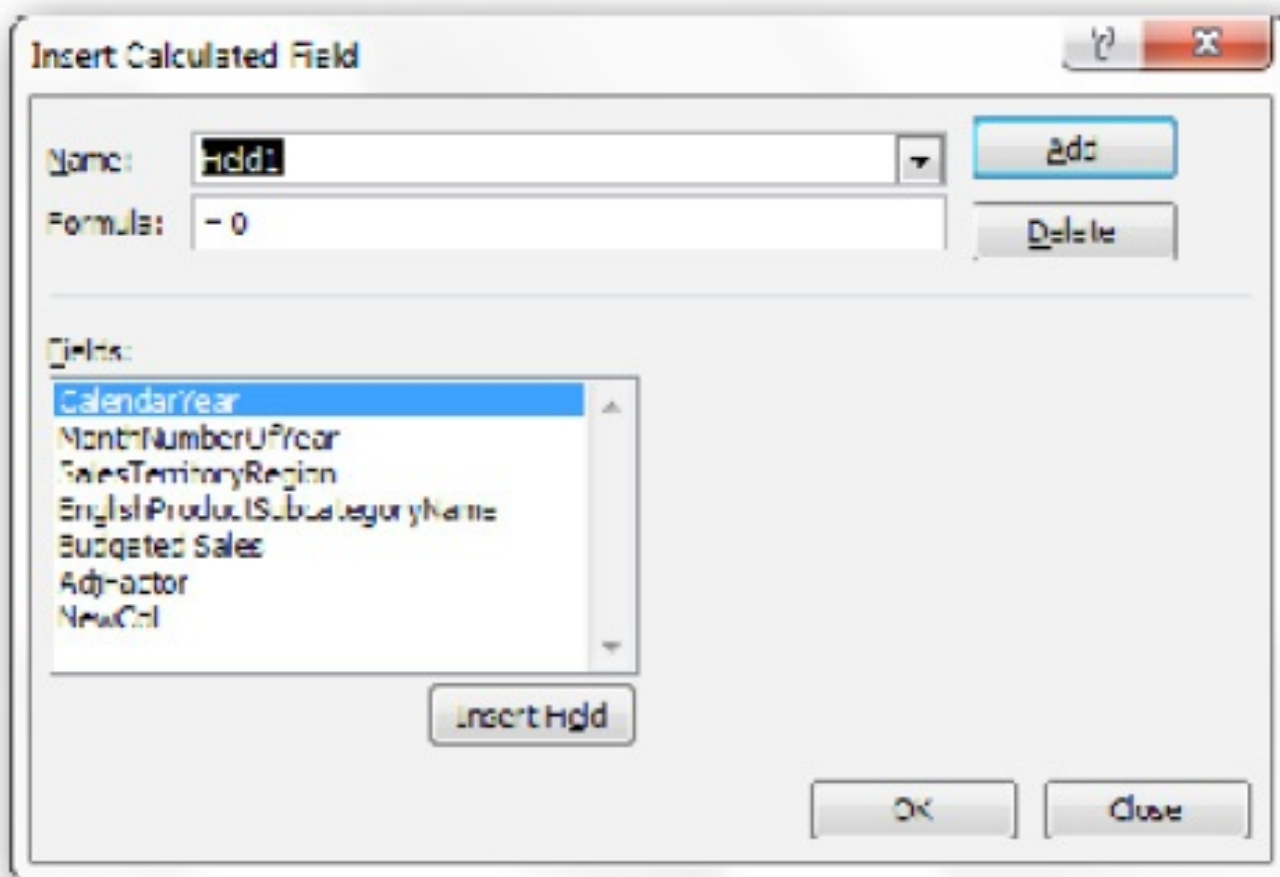 Insert Calculated Field
Name:
Field1
Add
Formula:
= 0
Delete
Fields:
CalendarYear
MonthNumberOfYear
SalesTerritoryRegion
EnglishProductSubcategoryName
Budgeted Sales
AdjFactor
NewCol
Insert Field
OK
Close